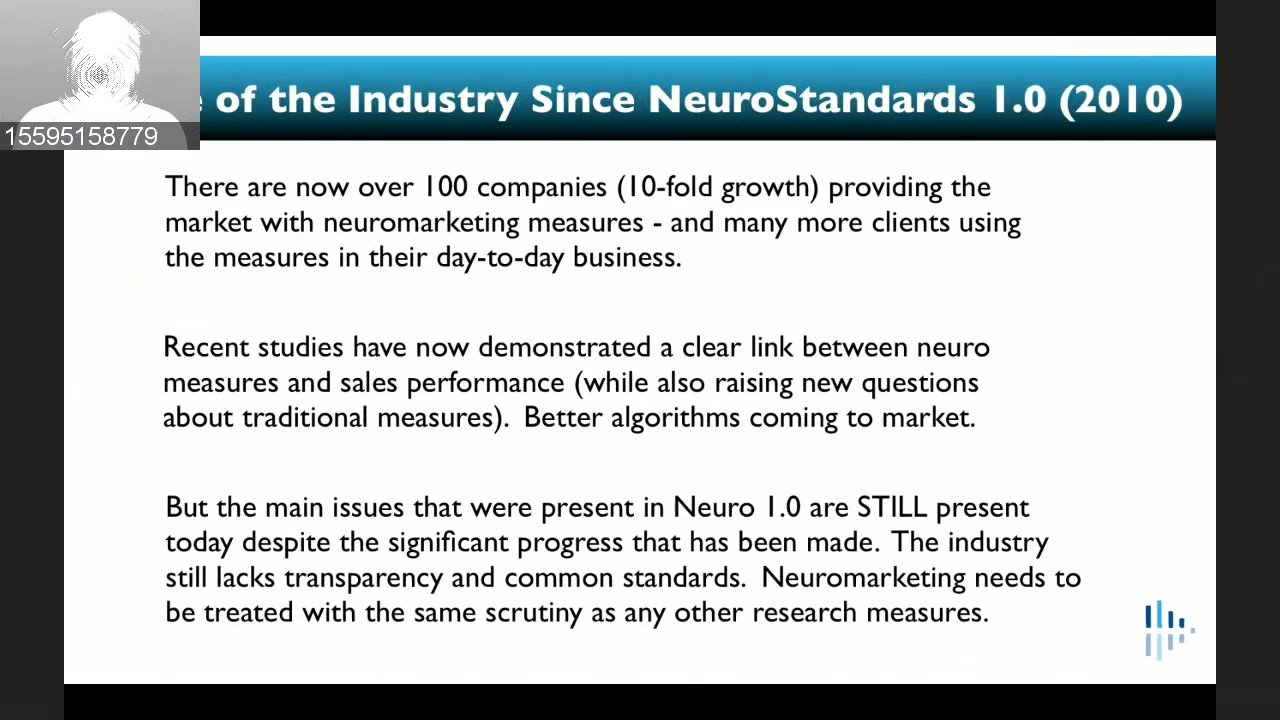 of the Industry Since NeuroStandards 1.0 (2010)
15595158779
There are now over 100 companies (10-fold growth) providing the
market with neuromarketing measures - and many more clients using
the measures in their day-to-day business.
Recent studies have now demonstrated a clear link between neuro
measures and sales performance (while also raising new questions
about traditional measures). Better algorithms coming to market.
But the main issues that were present in Neuro 1.0 are STILL present
today despite the significant progress that has been made. The industry
still lacks transparency and common standards. Neuromarketing needs to
be treated with the same scrutiny as any other research measures.